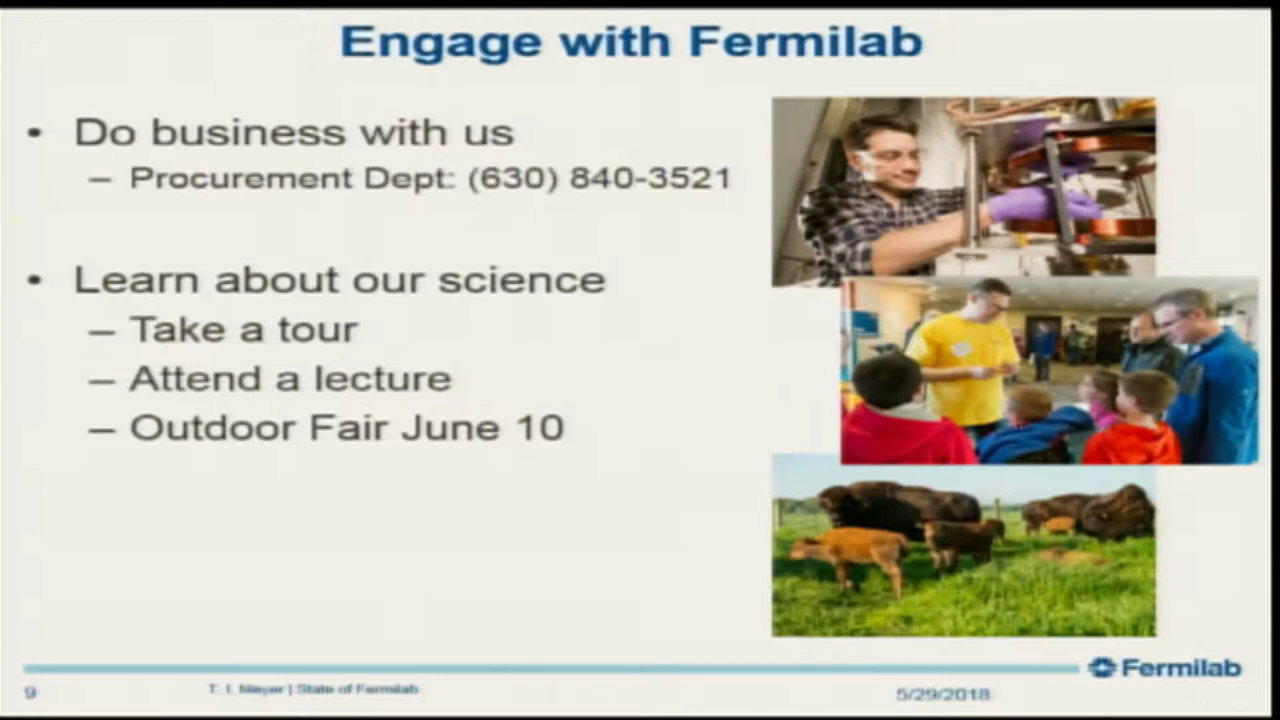 Engage with Fermilab
• Do business with us
– Procurement Dept: (630) 840-3521
• Learn about our science
– Take a tour
– Attend a lecture
– Outdoor Fair June 10
Fermilab
9
T. I. Meyer | State of Fermilab
5/29/2018